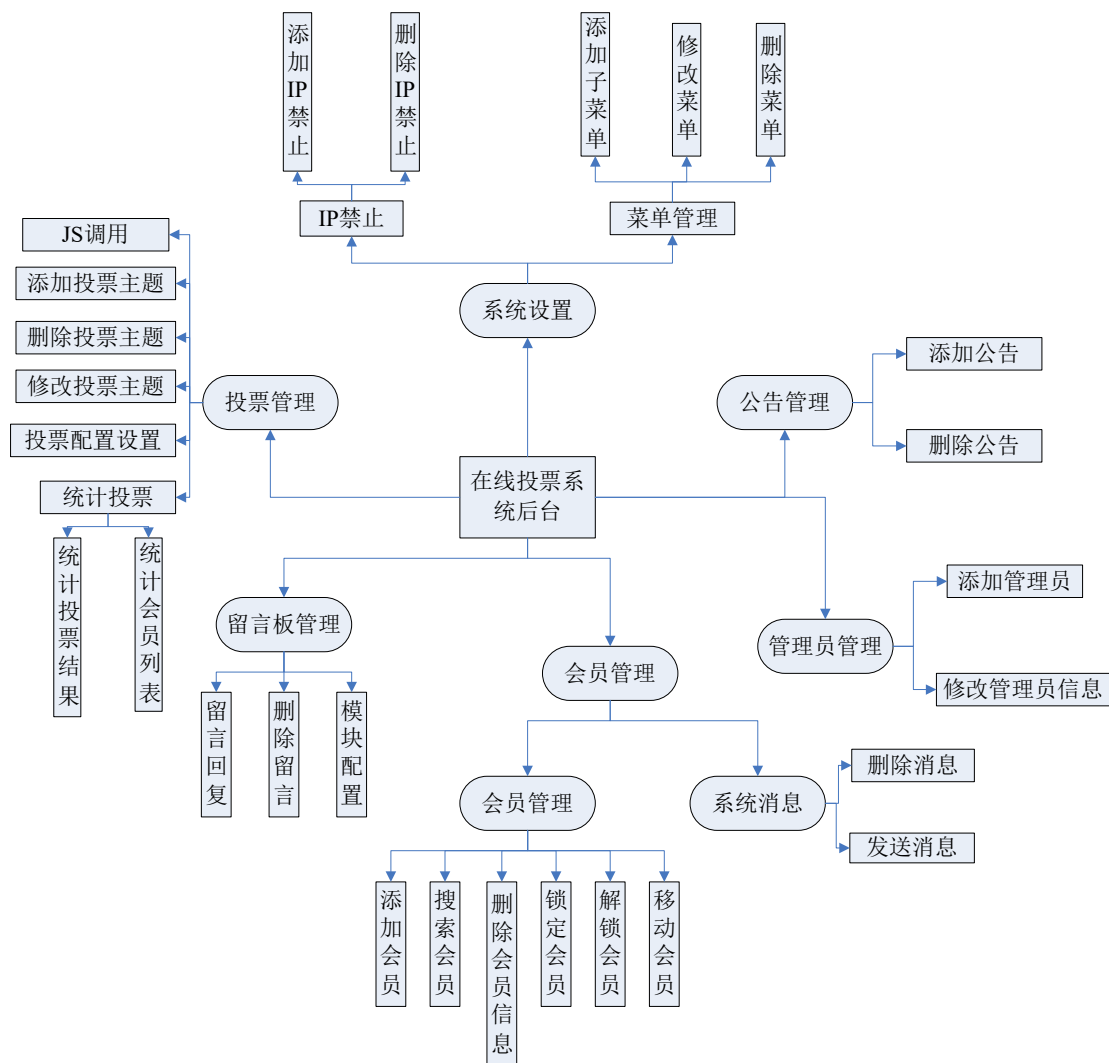 添加IP禁止
删除IP禁止
添加子菜单
修改菜单
删除菜单
IP禁止
菜单管理
JS调用
添加投票主题
删除投票主题
修改投票主题
投票配置设置
统计投票
统计投票结果
统计会员列表
投票管理
系统设置
公告管理
添加公告
删除公告
在线投票系
统后台
留言板管理
留言回复
删除留言
模块配置
会员管理
管理员管理
添加管理员
修改管理员信息
会员管理
系统消息
删除消息
发送消息
添加会员
搜索会员
删除会员信息
锁定会员
解锁会员
移动会员